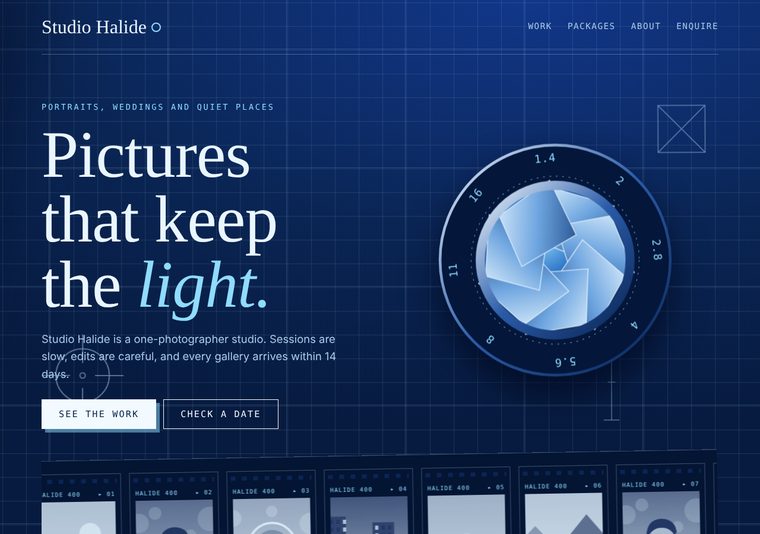 Studio Halide
WORK PACKAGES ABOUT ENQUIRE
PORTRAITS, WEDDINGS AND QUIET PLACES
Pictures
that keep
the light.
Studio Halide is a one-photographer studio. Sessions are
slow, edits are careful, and every gallery arrives within 14
days.
SEE THE WORK CHECK A DATE
1.4
2
2.8
4
5.6
8
11
16
HALIDE 400 ► 01
HALIDE 400 ► 02
HALIDE 400 ► 03
HALIDE 400 ► 04
HALIDE 400 ► 05
HALIDE 400 ► 06
HALIDE 400 ► 07